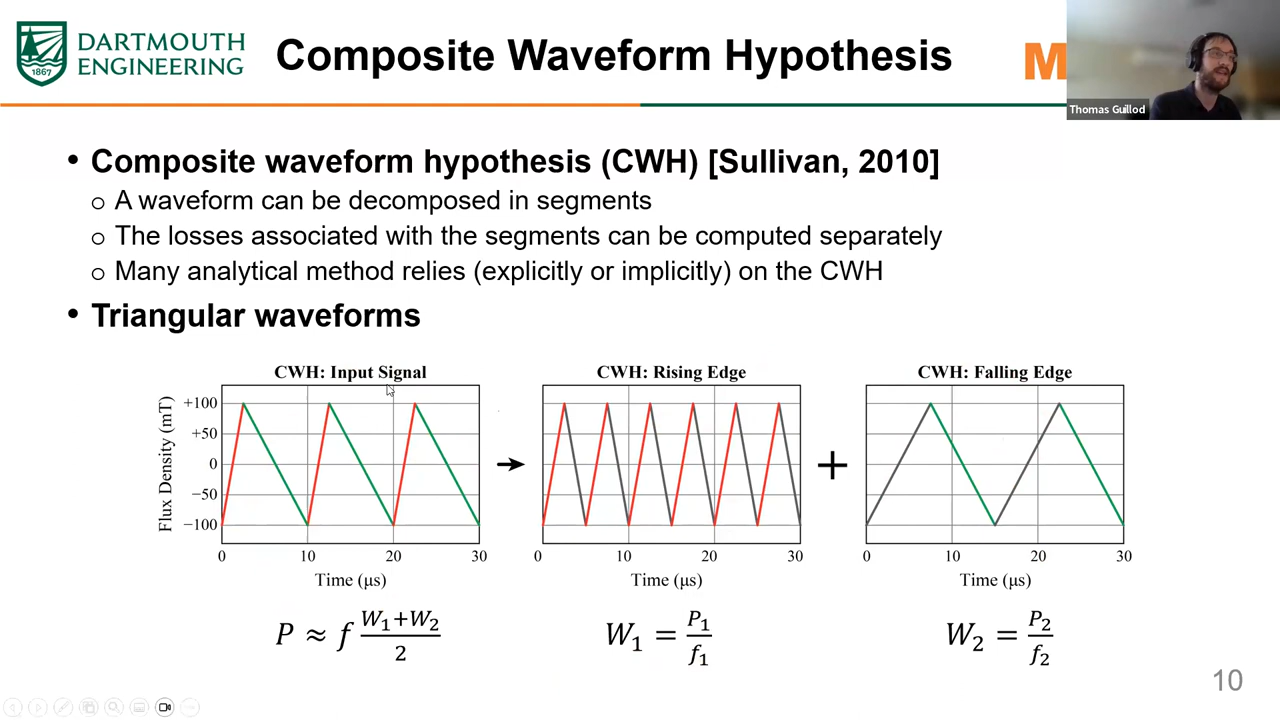 DARTMOUTH
ENGINEERING
1867
Composite Waveform Hypothesis
M
Thomas Guillod
• Composite waveform hypothesis (CWH) [Sullivan, 2010]
o A waveform can be decomposed in segments
o The losses associated with the segments can be computed separately
o Many analytical method relies (explicitly or implicitly) on the CWH
• Triangular waveforms
CWH: Input Signal
Flux Density (mT)
+100
+50
0
−50
−100
0 10 20 30
Time (μs)
CWH: Rising Edge
0 10 20 30
Time (μs)
+
CWH: Falling Edge
0 10 20 30
Time (μs)
P ≈ f (W₁+W₂)/2
W₁ = P₁/f₁
W₂ = P₂/f₂
10